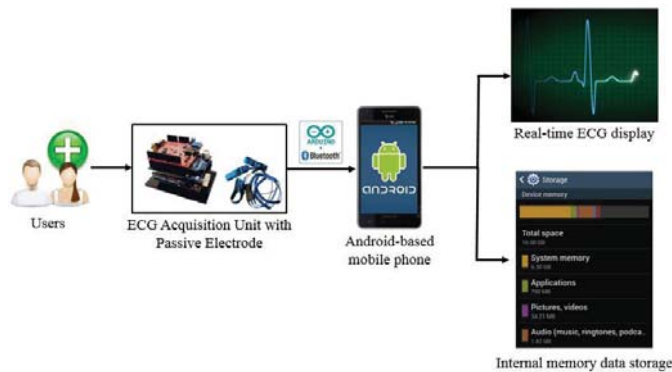 Users
ECG Acquisition Unit with
Passive Electrode
ARDUINO
Bluetooth
ANDROID
Android-based
mobile phone
Real-time ECG display
Storage
Device memory
Total space
System memory
Applications
Pictures, videos
Audio (music, ringtones, podca..
Internal memory data storage